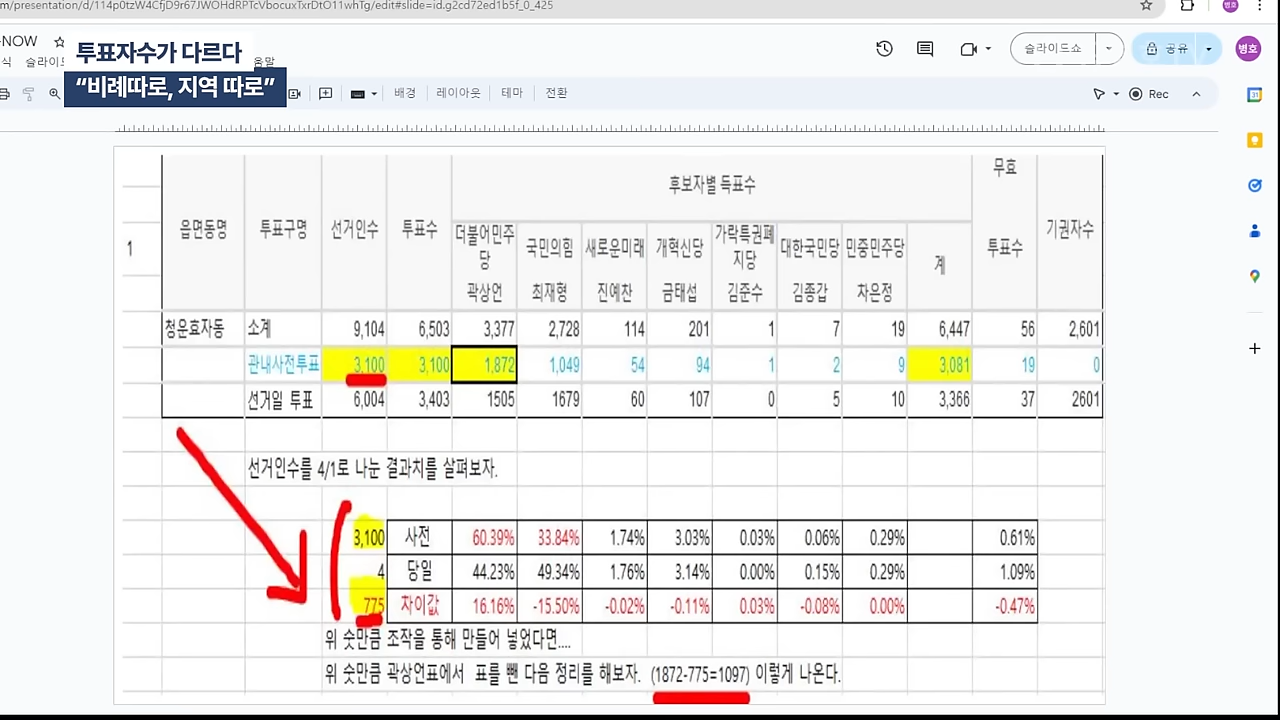 m/presentation/d/114p0tzW4CfjD9r67JWOHdRPTcVbocuxTxrDtO11whTg/edit#slide=id.g2cd72ed1b5f_0_425
-NOW
투표자수가 다르다
“비례따로, 지역 따로”
슬라이드쇼 공유 병호
배경 레이아웃 테마 전환 Rec
읍면동명 투표구명 선거인수 투표수 후보자별 득표수 무효 투표수 기권자수
더불어민주당 곽상언 국민의힘 최재형 새로운미래 진예찬 개혁신당 금태섭 가락특권폐지당 김준수 대한국민당 김종갑 민중민주당 차은정 계
1
청운효자동 소계 9,104 6,503 3,377 2,728 114 201 1 7 19 6,447 56 2,601
관내사전투표 3,100 3,100 1,872 1,049 54 94 1 2 9 3,081 19 0
선거일 투표 6,004 3,403 1505 1679 60 107 0 5 10 3,366 37 2601
선거인수를 4/1로 나눈 결과치를 살펴보자.
3,100 사전 60.39% 33.84% 1.74% 3.03% 0.03% 0.06% 0.29% 0.61%
4 당일 44.23% 49.34% 1.76% 3.14% 0.00% 0.15% 0.29% 1.09%
775 차이값 16.16% -15.50% -0.02% -0.11% 0.03% -0.08% 0.00% -0.47%
위 숫만큼 조작을 통해 만들어 넣었다면....
위 숫만큼 곽상언표에서 표를 뺀 다음 정리를 해보자. (1872-775=1097) 이렇게 나온다.